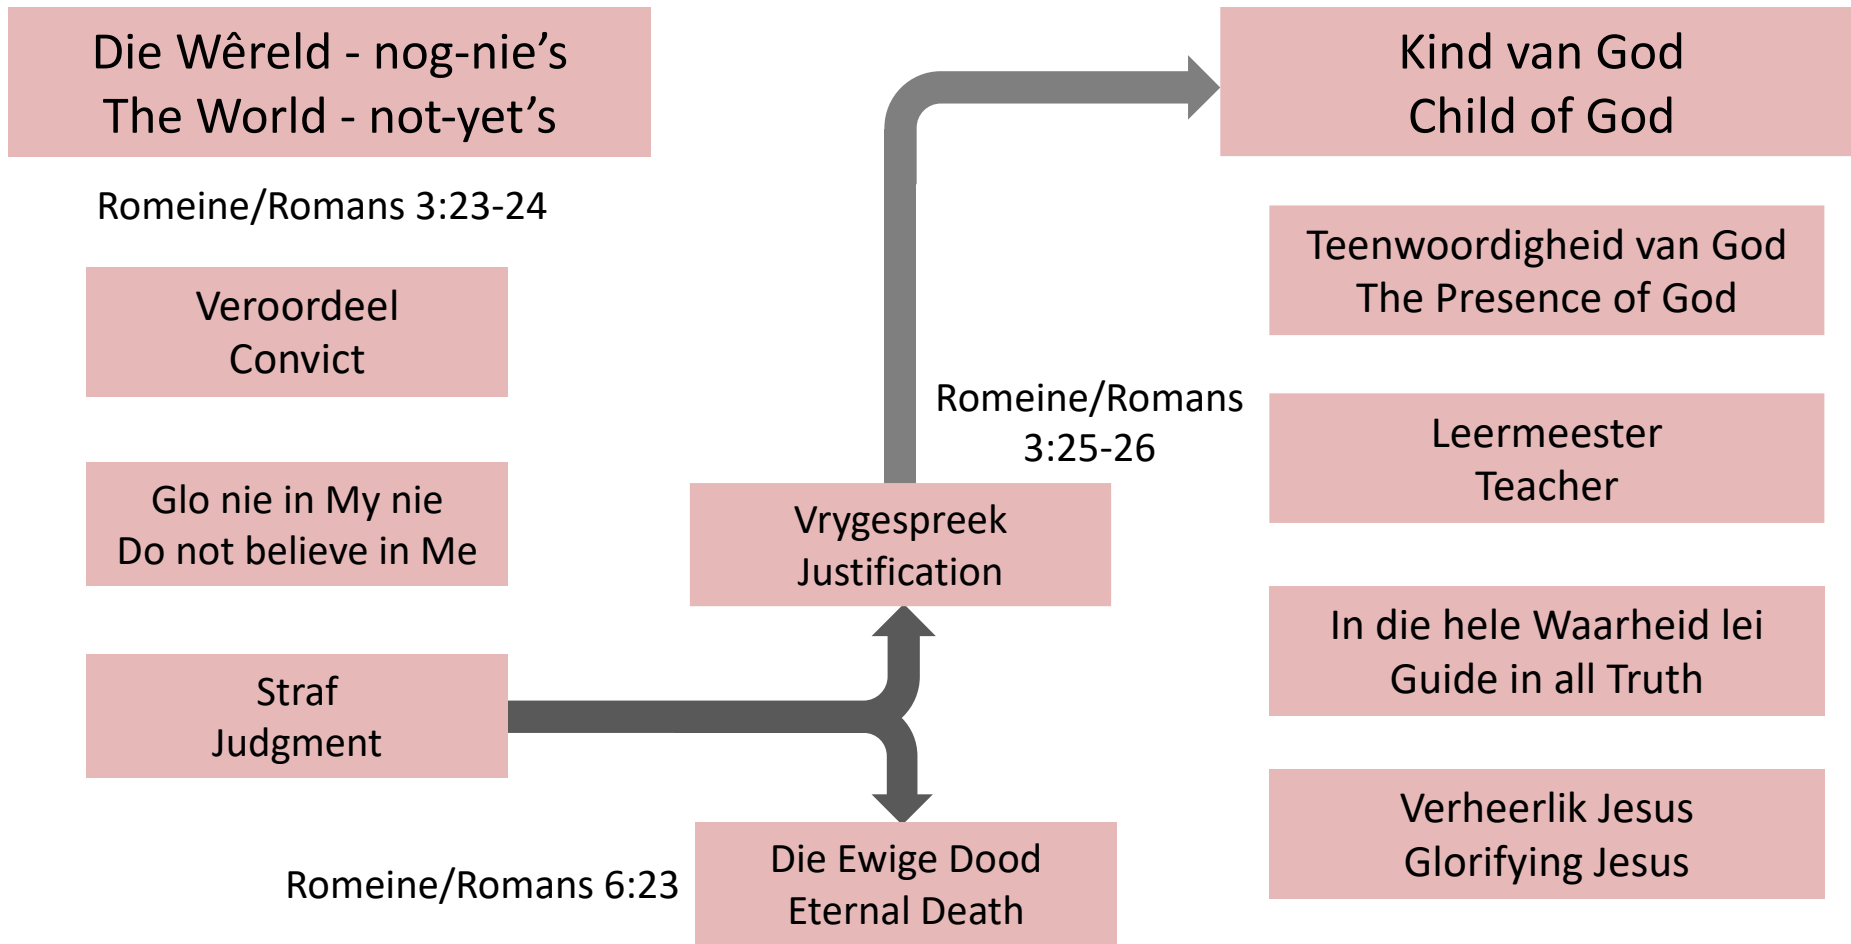 Die Wêreld - nog-nie’s
The World - not-yet’s
Romeine/Romans 3:23-24
Veroordeel
Convict
Glo nie in My nie
Do not believe in Me
Straf
Judgment
Romeine/Romans
3:25-26
Vrygespreek
Justification
Romeine/Romans 6:23
Die Ewige Dood
Eternal Death
Kind van God
Child of God
Teenwoordigheid van God
The Presence of God
Leermeester
Teacher
In die hele Waarheid lei
Guide in all Truth
Verheerlik Jesus
Glorifying Jesus